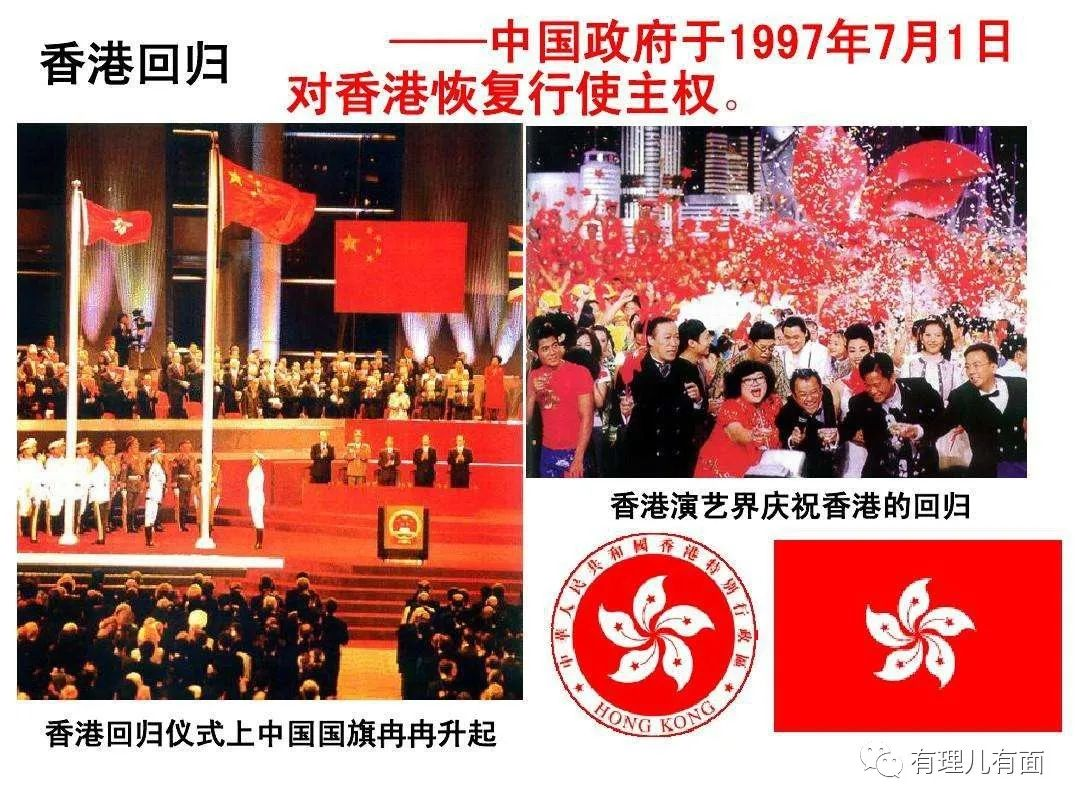 香港回归
——中国政府于1997年7月1日
对香港恢复行使主权。
香港演艺界庆祝香港的回归
中華人民共和國香港特別行政區
HONG KONG
香港回归仪式上中国国旗冉冉升起
有理儿有面